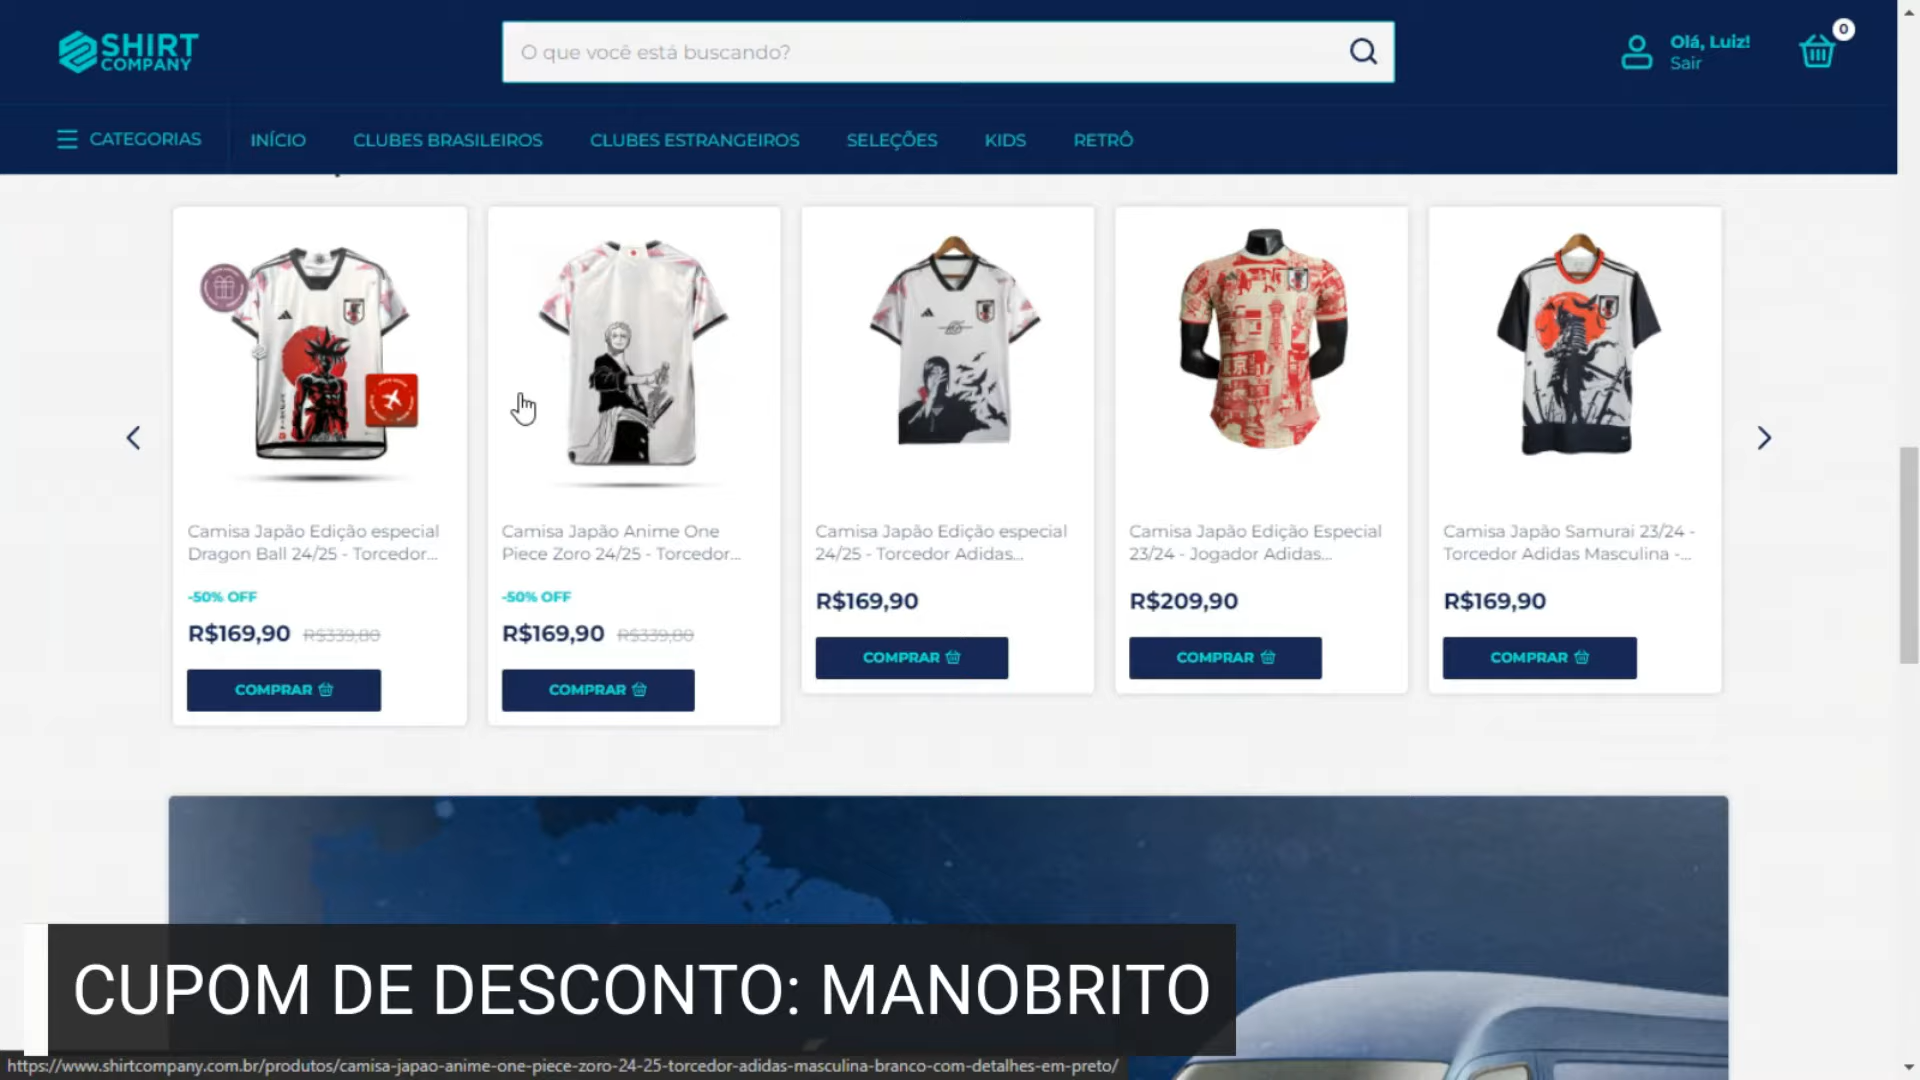 SHIRT
COMPANY
O que você está buscando?
Olá, Luiz!
Sair
0
CATEGORIAS
INÍCIO
CLUBES BRASILEIROS
CLUBES ESTRANGEIROS
SELEÇÕES
KIDS
RETRÔ
Camisa Japão Edição especial
Dragon Ball 24/25 - Torcedor...
-50% OFF
R$169,90 R$339,80
COMPRAR
Camisa Japão Anime One
Piece Zoro 24/25 - Torcedor...
-50% OFF
R$169,90 R$339,80
COMPRAR
Camisa Japão Edição especial
24/25 - Torcedor Adidas...
R$169,90
COMPRAR
Camisa Japão Edição Especial
23/24 - Jogador Adidas...
R$209,90
COMPRAR
Camisa Japão Samurai 23/24 -
Torcedor Adidas Masculina -...
R$169,90
COMPRAR
CUPOM DE DESCONTO: MANOBRITO
https://www.shirtcompany.com.br/produtos/camisa-japao-anime-one-piece-zoro-24-25-torcedor-adidas-masculina-branco-com-detalhes-em-preto/